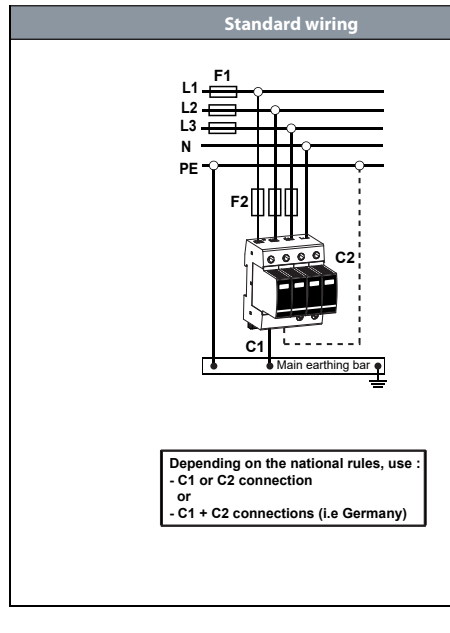 Standard wiring
F1
L1
L2
L3
N
PE
F2
C2
C1
Main earthing bar
Depending on the national rules, use :
- C1 or C2 connection
or
- C1 + C2 connections (i.e Germany)